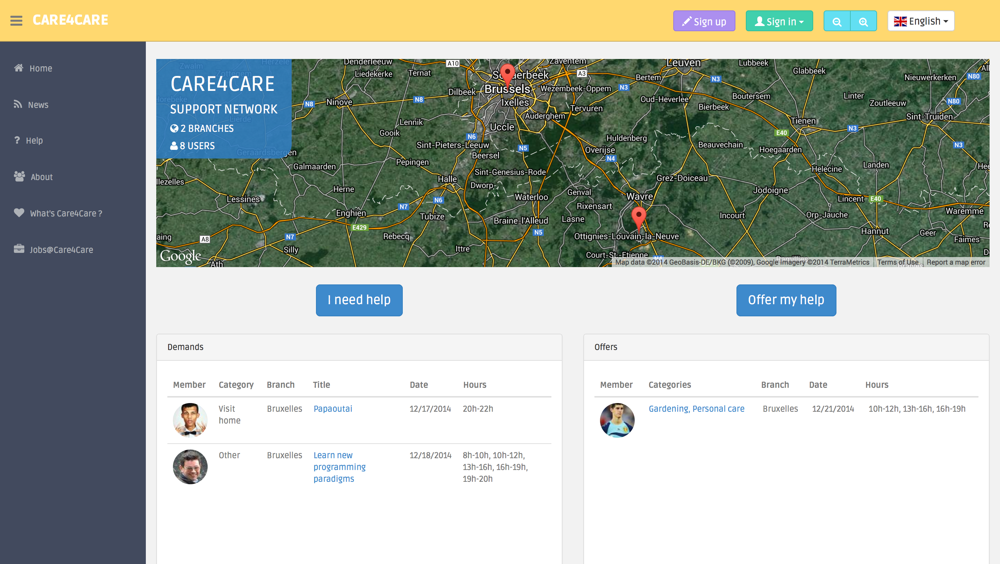 CARE4CARE
Sign up
Sign in
English
Home
News
Help
About
What's Care4Care ?
Jobs@Care4Care
CARE4CARE
SUPPORT NETWORK
2 BRANCHES
8 USERS
Zwalm
Herzele
Zottegem
Lierde
Denderleeuw
A10
Zaventem
Leuven
Lubbeek
Liedekerke
Ternat
A3
Bertem
N3
Glabbeek
Nieuwerkerken
N80
Brussels
Dilbeek
Wezembeek-Oppem
N3
N8
Ninove
N8
Ixelles
Tervuren
Oud-Heverlee
Boutersem
Bierbeek
Linter
Zoutleeuw
N80
Auderghem
Lennik
Uccle
Tienen
Sint-Truiden
N3
Gooik
N6
Huldenberg
E40
Sint-Pieters-Leeuw
N5
Overijse
Beauvechain
Hoegaarden
N3
Beersel
N4
Pepingen
Galmaarden
Sint-Genesius-Rode
Helecine
Landen
llezelles
Halle
Dworp
Grez-Doiceau
Herne
Genval
Jodoigne
Lessines
N6
Waterloo
Wavre
Lincent
E40
N7
Rixensart
Enghien
Tubize
Braine-l'Alleud
Lasne
Incourt
Orp-Jauche
Waremme
E429
N5
Hannut
Geer
aing
A8
N7
Rebecq
Ottignies-Louvain-la-Neuve
Faimes
Silly
Ittre
Court-St.-Etienne
N4
Ramillies
Google
Ath
Map data ©2014 GeoBasis-DE/BKG (©2009), Google Imagery ©2014 TerraMetrics
Terms of Use
Report a map error
I need help
Offer my help
Demands
Member Category Branch Title Date Hours
Visit home Bruxelles Papaoutai 12/17/2014 20h-22h
Other Bruxelles Learn new programming paradigms 12/18/2014 8h-10h, 10h-12h, 13h-16h, 16h-19h, 19h-20h
Offers
Member Categories Branch Date Hours
Gardening, Personal care Bruxelles 12/21/2014 10h-12h, 13h-16h, 16h-19h